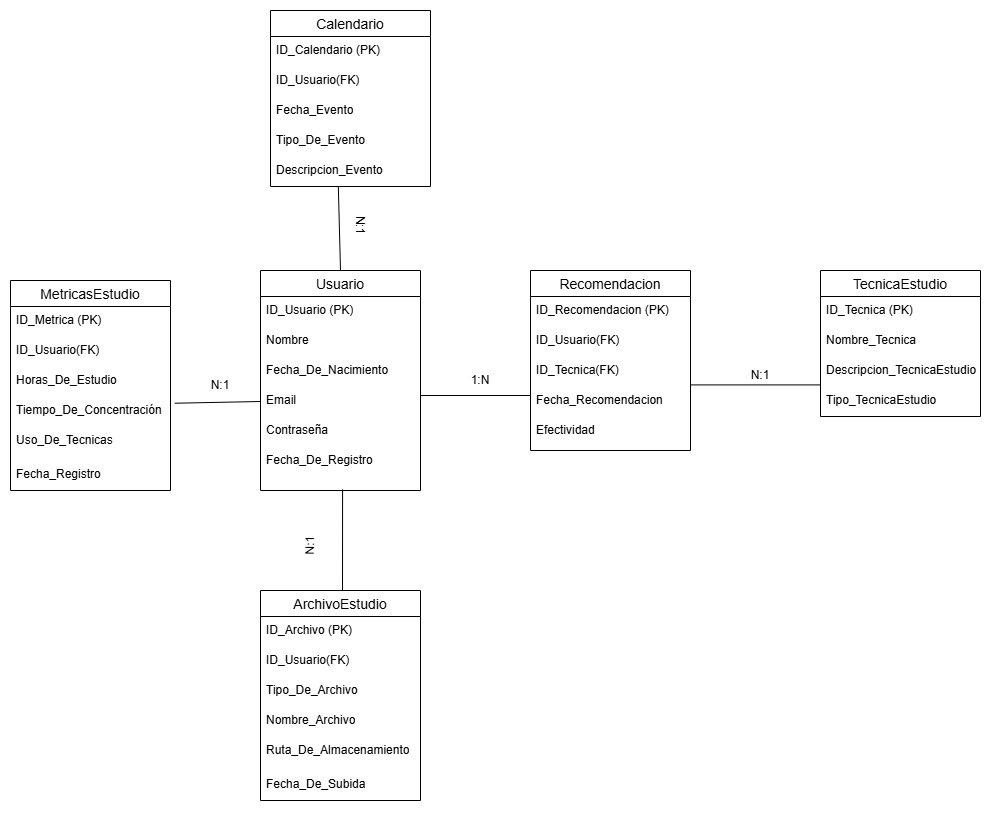 Calendario
ID_Calendario (PK)
ID_Usuario(FK)
Fecha_Evento
Tipo_De_Evento
Descripcion_Evento
N:1
MetricasEstudio
ID_Metrica (PK)
ID_Usuario(FK)
Horas_De_Estudio
Tiempo_De_Concentración
Uso_De_Tecnicas
Fecha_Registro
N:1
Usuario
ID_Usuario (PK)
Nombre
Fecha_De_Nacimiento
Email
Contraseña
Fecha_De_Registro
1:N
Recomendacion
ID_Recomendacion (PK)
ID_Usuario(FK)
ID_Tecnica(FK)
Fecha_Recomendacion
Efectividad
N:1
TecnicaEstudio
ID_Tecnica (PK)
Nombre_Tecnica
Descripcion_TecnicaEstudio
Tipo_TecnicaEstudio
N:1
ArchivoEstudio
ID_Archivo (PK)
ID_Usuario(FK)
Tipo_De_Archivo
Nombre_Archivo
Ruta_De_Almacenamiento
Fecha_De_Subida